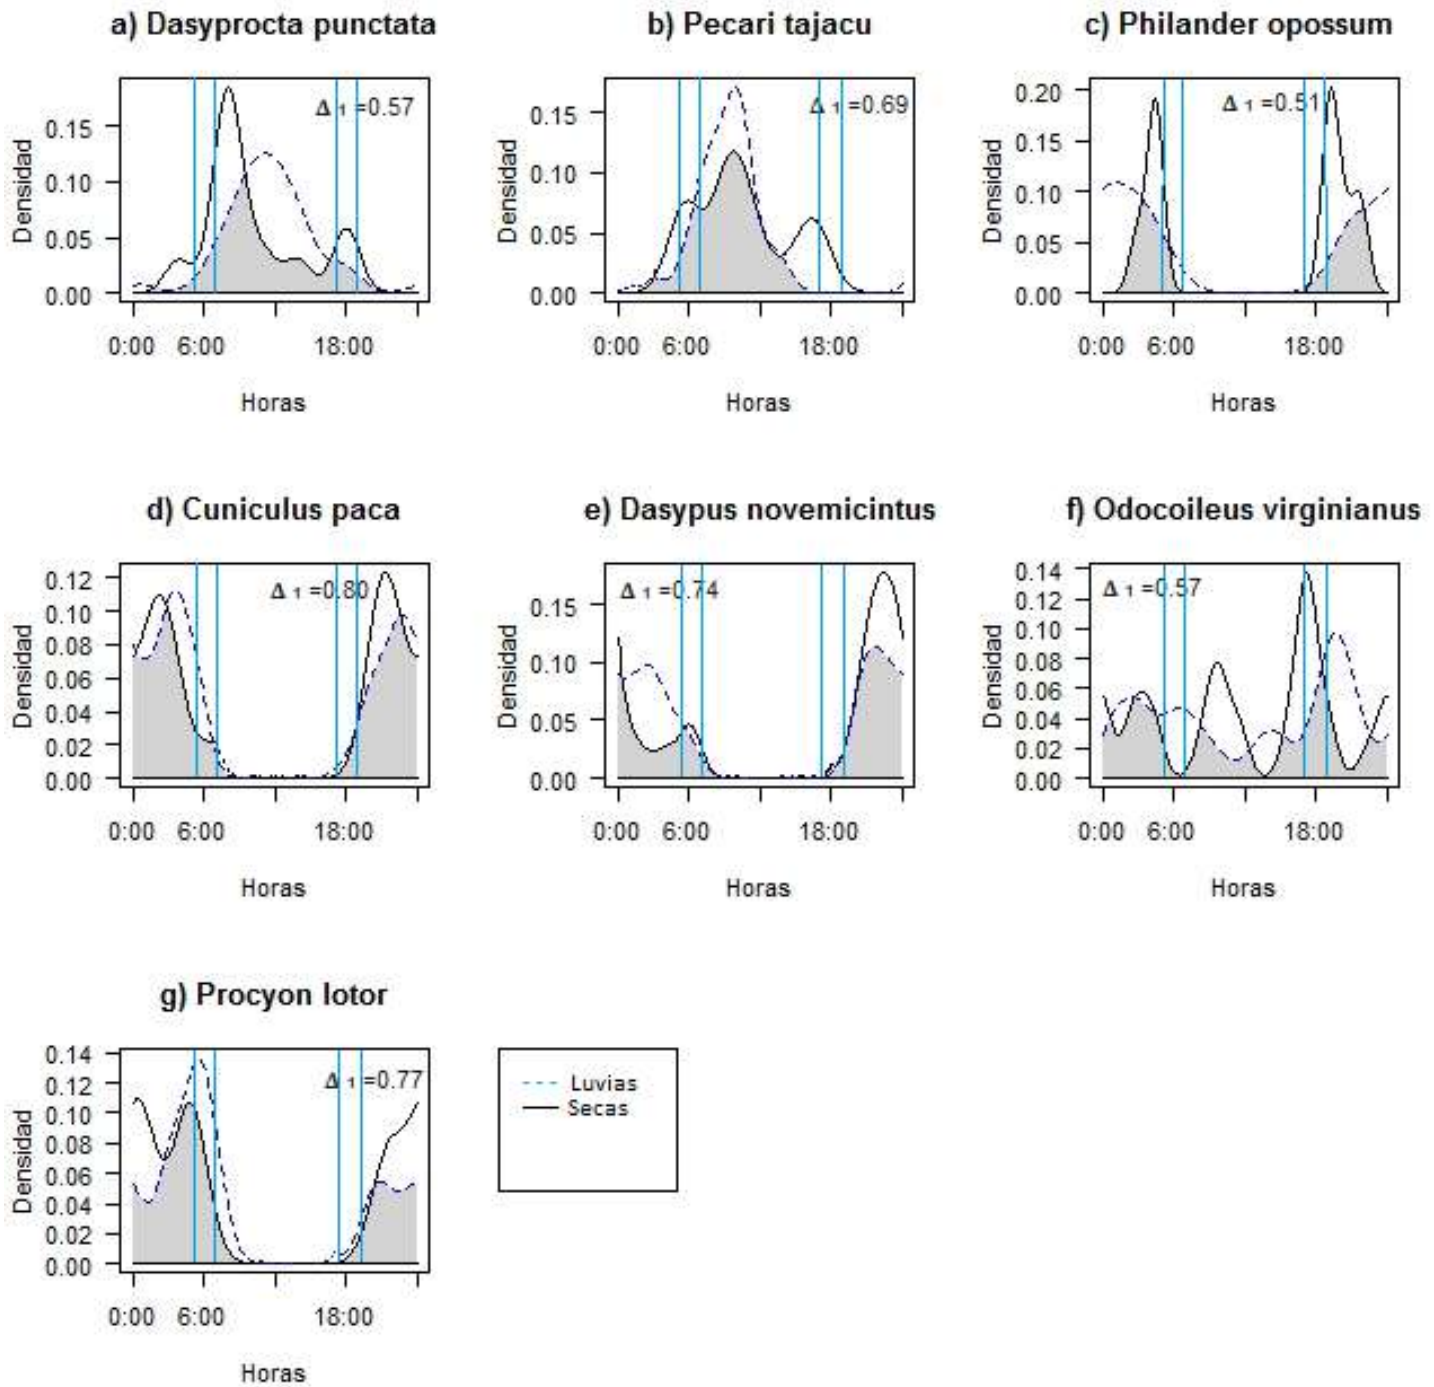 a) Dasyprocta punctata
b) Pecari tajacu
c) Philander opossum
Densidad
0.15
0.10
0.05
0.00
Δ 1 =0.57
0:00 6:00 18:00
Horas
Densidad
0.15
0.10
0.05
0.00
Δ 1 =0.69
0:00 6:00 18:00
Horas
Densidad
0.20
0.15
0.10
0.05
0.00
Δ 1 =0.51
0:00 6:00 18:00
Horas
d) Cuniculus paca
e) Dasypus novemicintus
f) Odocoileus virginianus
Densidad
0.12
0.10
0.08
0.06
0.04
0.02
0.00
Δ 1 =0.80
0:00 6:00 18:00
Horas
Densidad
0.15
0.10
0.05
0.00
Δ 1 =0.74
0:00 6:00 18:00
Horas
Densidad
0.14
0.12
0.10
0.08
0.06
0.04
0.02
0.00
Δ 1 =0.57
0:00 6:00 18:00
Horas
g) Procyon lotor
Densidad
0.14
0.12
0.10
0.08
0.06
0.04
0.02
0.00
Δ 1 =0.77
0:00 6:00 18:00
Horas
Luvias
Secas